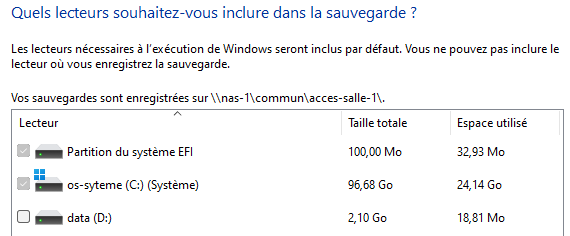 Quels lecteurs souhaitez-vous inclure dans la sauvegarde ?
Les lecteurs nécessaires à l'exécution de Windows seront inclus par défaut. Vous ne pouvez pas inclure le
lecteur où vous enregistrez la sauvegarde.
Vos sauvegardes sont enregistrées sur \\nas-1\commun\acces-salle-1\.
Lecteur Taille totale Espace utilisé
Partition du système EFI 100,00 Mo 32,93 Mo
os-syteme (C:) (Système) 96,68 Go 24,14 Go
data (D:) 2,10 Go 18,81 Mo